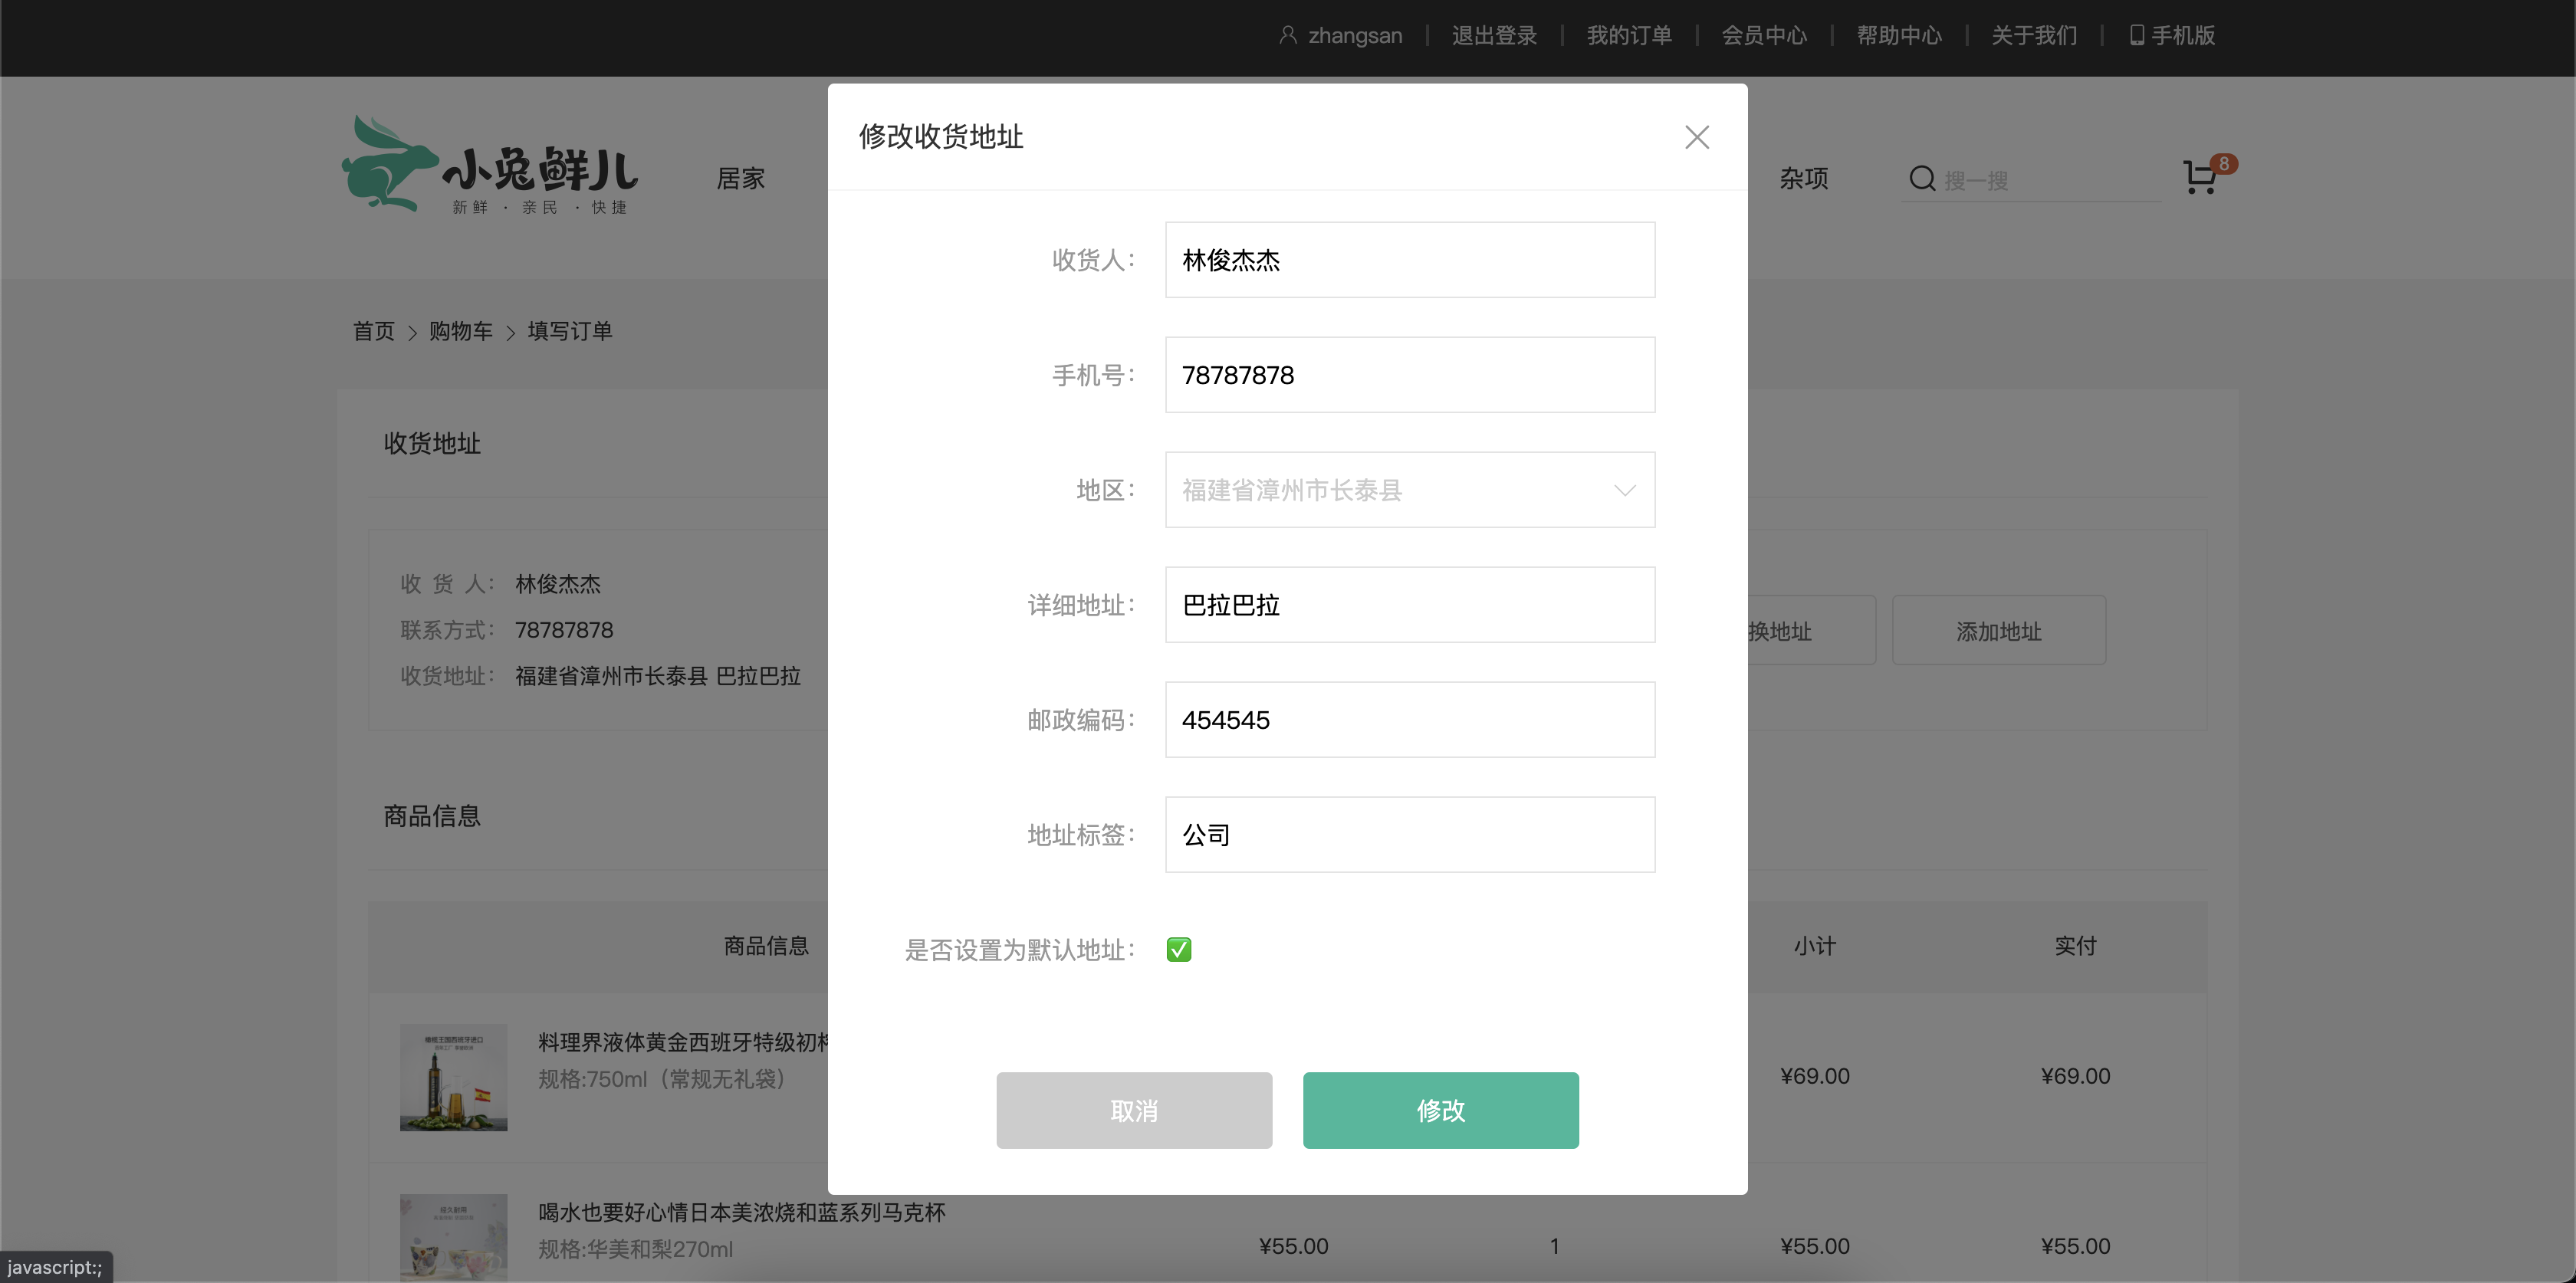 zhangsan 退出登录 我的订单 会员中心 帮助中心 关于我们 手机版
小兔鲜儿
新鲜 · 亲民 · 快捷
居家
杂项
搜一搜
8
首页 > 购物车 > 填写订单
收货地址
收 货 人： 林俊杰杰
联系方式： 78787878
收货地址： 福建省漳州市长泰县 巴拉巴拉
换地址
添加地址
修改收货地址
收货人： 林俊杰杰
手机号： 78787878
地区： 福建省漳州市长泰县
详细地址： 巴拉巴拉
邮政编码： 454545
地址标签： 公司
是否设置为默认地址：
取消 修改
商品信息
商品信息 小计 实付
料理界液体黄金西班牙特级初
规格:750ml（常规无礼袋）
¥69.00 ¥69.00
喝水也要好心情日本美浓烧和蓝系列马克杯
规格:华美和梨270ml
¥55.00 1 ¥55.00 ¥55.00
javascript:;